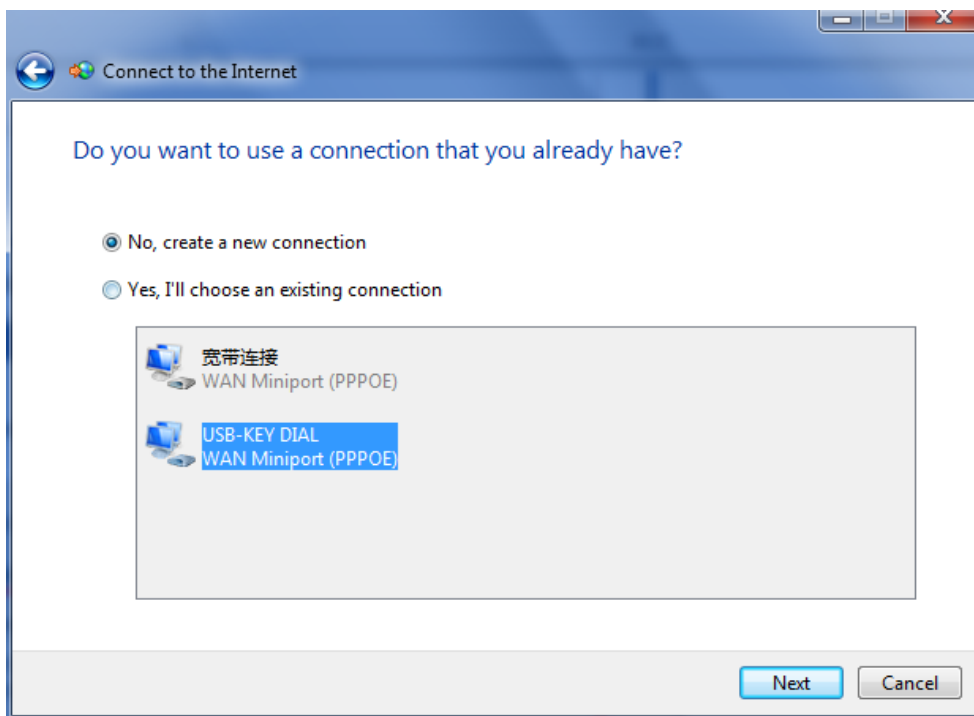 Connect to the Internet
Do you want to use a connection that you already have?
No, create a new connection
Yes, I'll choose an existing connection
宽带连接
WAN Miniport (PPPOE)
USB-KEY DIAL
WAN Miniport (PPPOE)
Next
Cancel